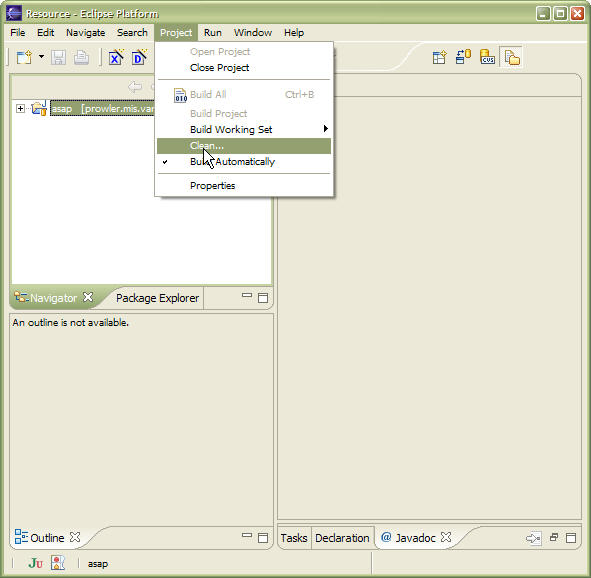 Resource - Eclipse Platform
File Edit Navigate Search Project Run Window Help
Open Project
Close Project
Build All Ctrl+B
Build Project
Build Working Set
Clean...
Build Automatically
Properties
asap [prowler.mis.var
Navigator Package Explorer
An outline is not available.
Outline
Tasks Declaration @ Javadoc
JU asap